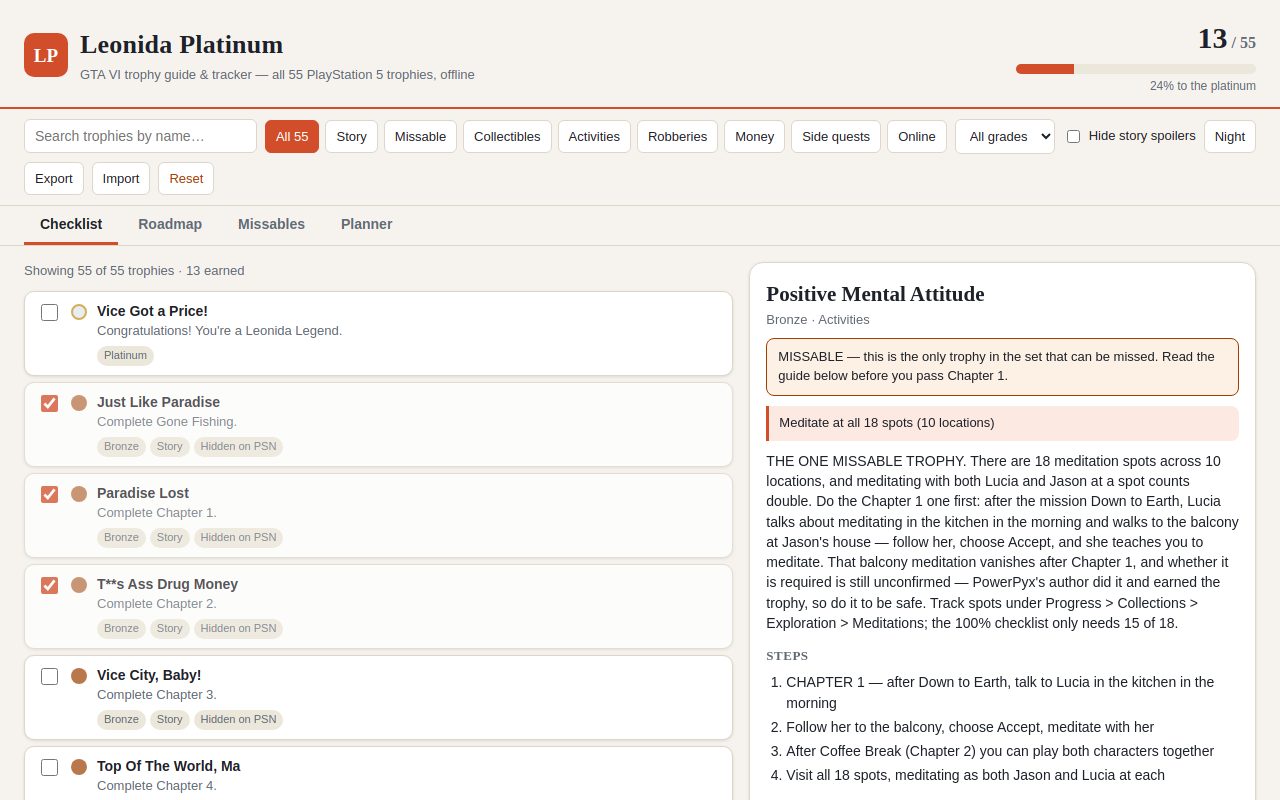 LP
Leonida Platinum
GTA VI trophy guide & tracker — all 55 PlayStation 5 trophies, offline
13 / 55
24% to the platinum
Search trophies by name…
All 55
Story
Missable
Collectibles
Activities
Robberies
Money
Side quests
Online
All grades
Hide story spoilers
Night
Export
Import
Reset
Checklist
Roadmap
Missables
Planner
Showing 55 of 55 trophies · 13 earned
Vice Got a Price!
Congratulations! You're a Leonida Legend.
Platinum
Just Like Paradise
Complete Gone Fishing.
Bronze Story Hidden on PSN
Paradise Lost
Complete Chapter 1.
Bronze Story Hidden on PSN
T**s Ass Drug Money
Complete Chapter 2.
Bronze Story Hidden on PSN
Vice City, Baby!
Complete Chapter 3.
Bronze Story Hidden on PSN
Top Of The World, Ma
Complete Chapter 4.
Positive Mental Attitude
Bronze · Activities
MISSABLE — this is the only trophy in the set that can be missed. Read the
guide below before you pass Chapter 1.
Meditate at all 18 spots (10 locations)
THE ONE MISSABLE TROPHY. There are 18 meditation spots across 10
locations, and meditating with both Lucia and Jason at a spot counts
double. Do the Chapter 1 one first: after the mission Down to Earth, Lucia
talks about meditating in the kitchen in the morning and walks to the balcony
at Jason's house — follow her, choose Accept, and she teaches you to
meditate. That balcony meditation vanishes after Chapter 1, and whether it
is required is still unconfirmed — PowerPyx's author did it and earned the
trophy, so do it to be safe. Track spots under Progress > Collections >
Exploration > Meditations; the 100% checklist only needs 15 of 18.
STEPS
1. CHAPTER 1 — after Down to Earth, talk to Lucia in the kitchen in the
morning
2. Follow her to the balcony, choose Accept, meditate with her
3. After Coffee Break (Chapter 2) you can play both characters together
4. Visit all 18 spots, meditating as both Jason and Lucia at each